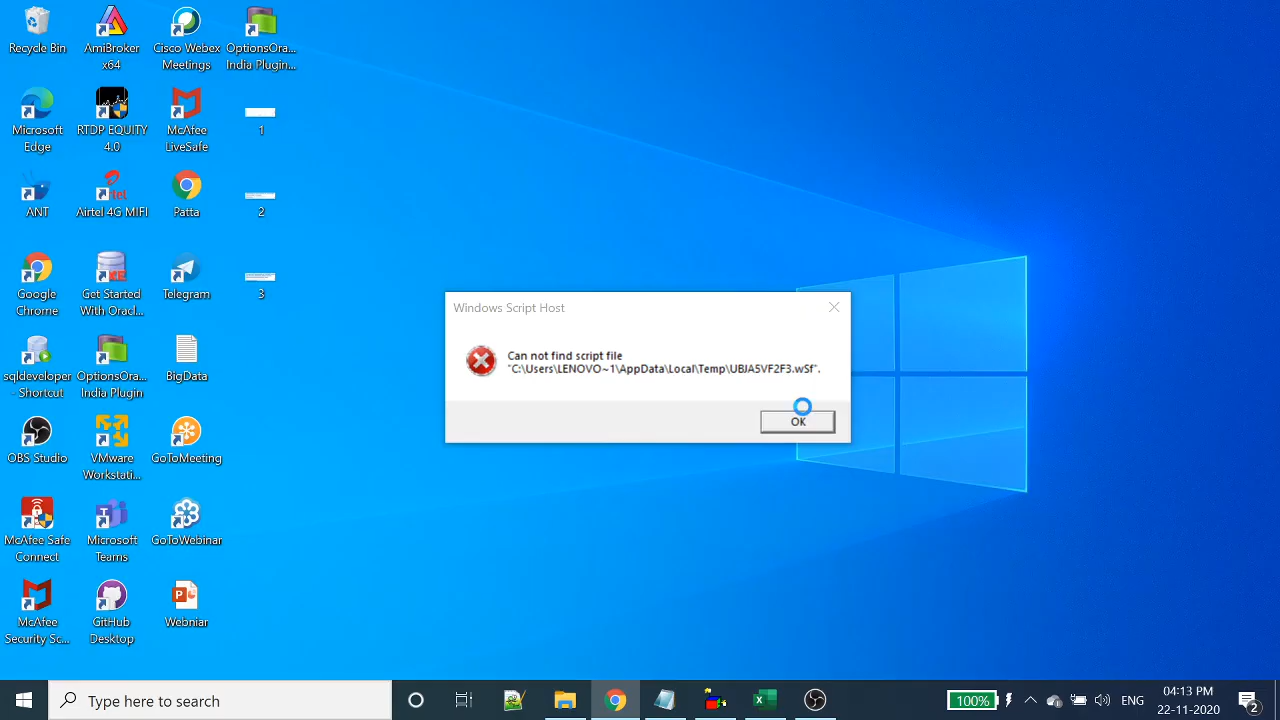 Recycle Bin
AmiBroker
x64
Cisco Webex
Meetings
OptionsOra...
India Plugin...
Microsoft
Edge
RTDP EQUITY
4.0
McAfee
LiveSafe
1
ANT
Airtel 4G MIFI
Patta
2
Google
Chrome
Get Started
With Oracl...
Telegram
3
sqldeveloper
- Shortcut
OptionsOra...
India Plugin
BigData
OBS Studio
VMware
Workstati...
GoToMeeting
McAfee Safe
Connect
Microsoft
Teams
GoToWebinar
McAfee
Security Sc...
GitHub
Desktop
Webniar
Windows Script Host
Can not find script file
"C:\Users\LENOVO~1\AppData\Local\Temp\UBJA5VF2F3.wSf".
OK
Type here to search
100%
ENG
04:13 PM
22-11-2020
2